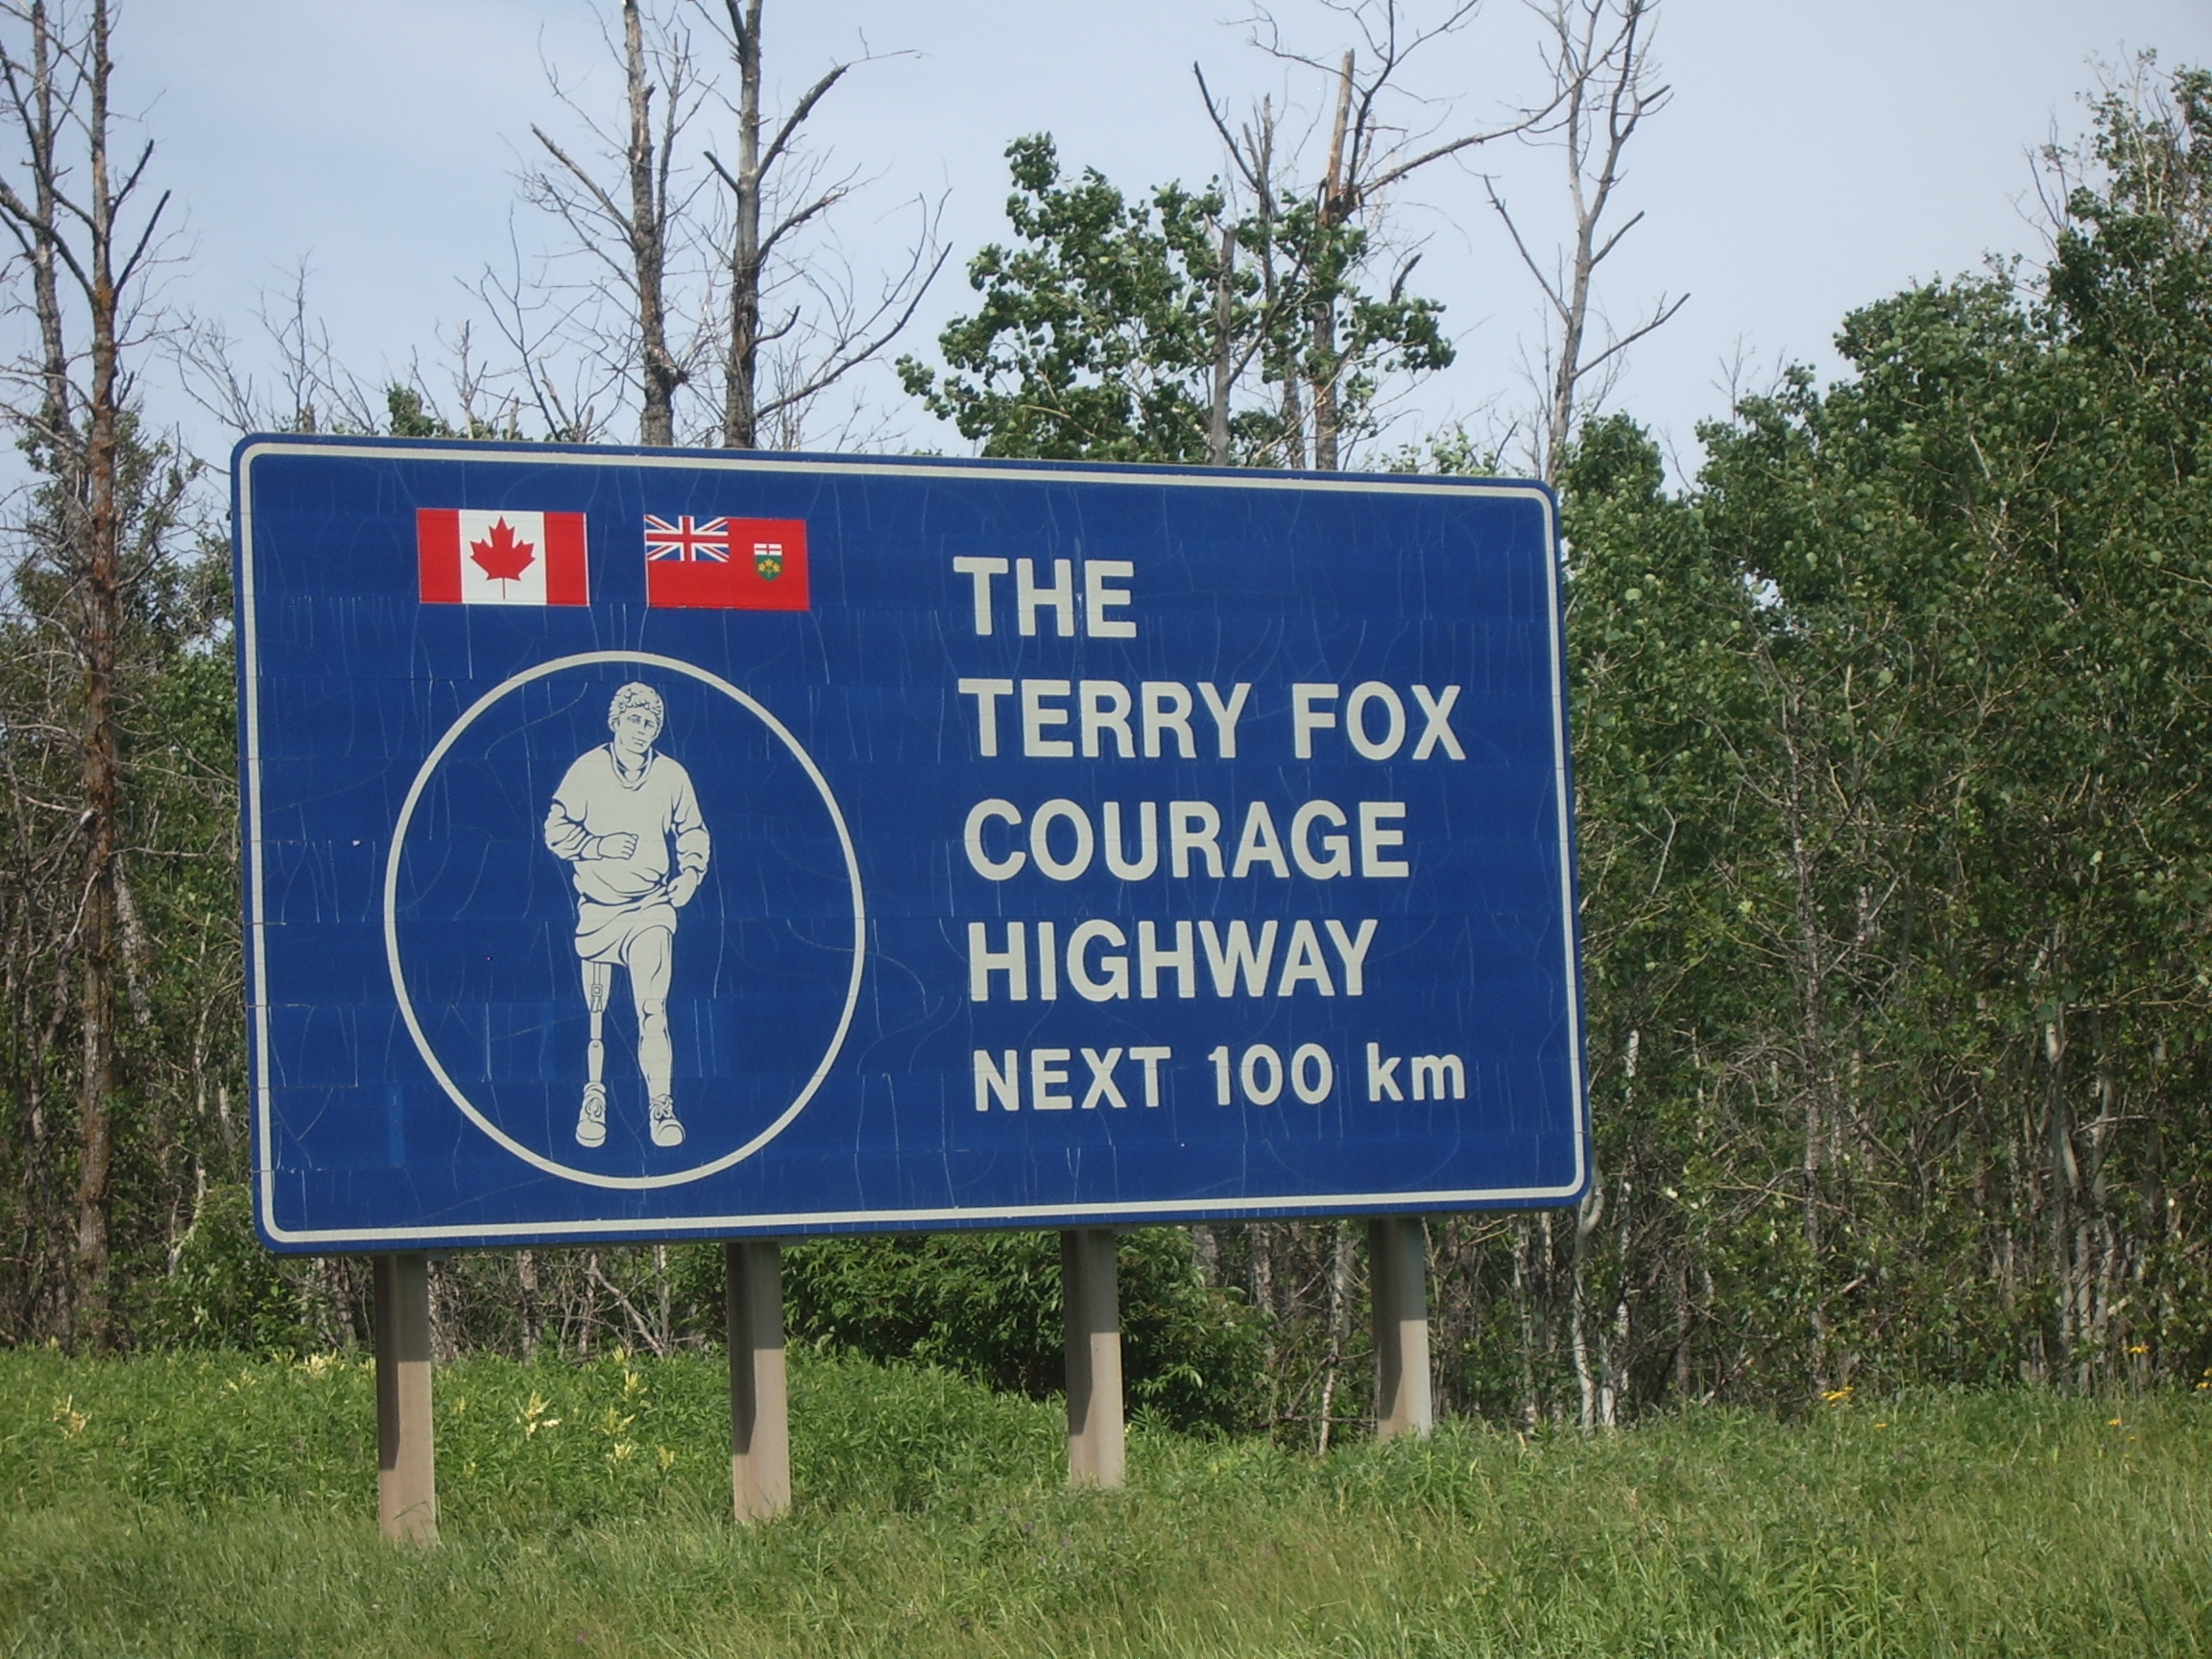 THE
TERRY FOX
COURAGE
HIGHWAY
NEXT 100 km